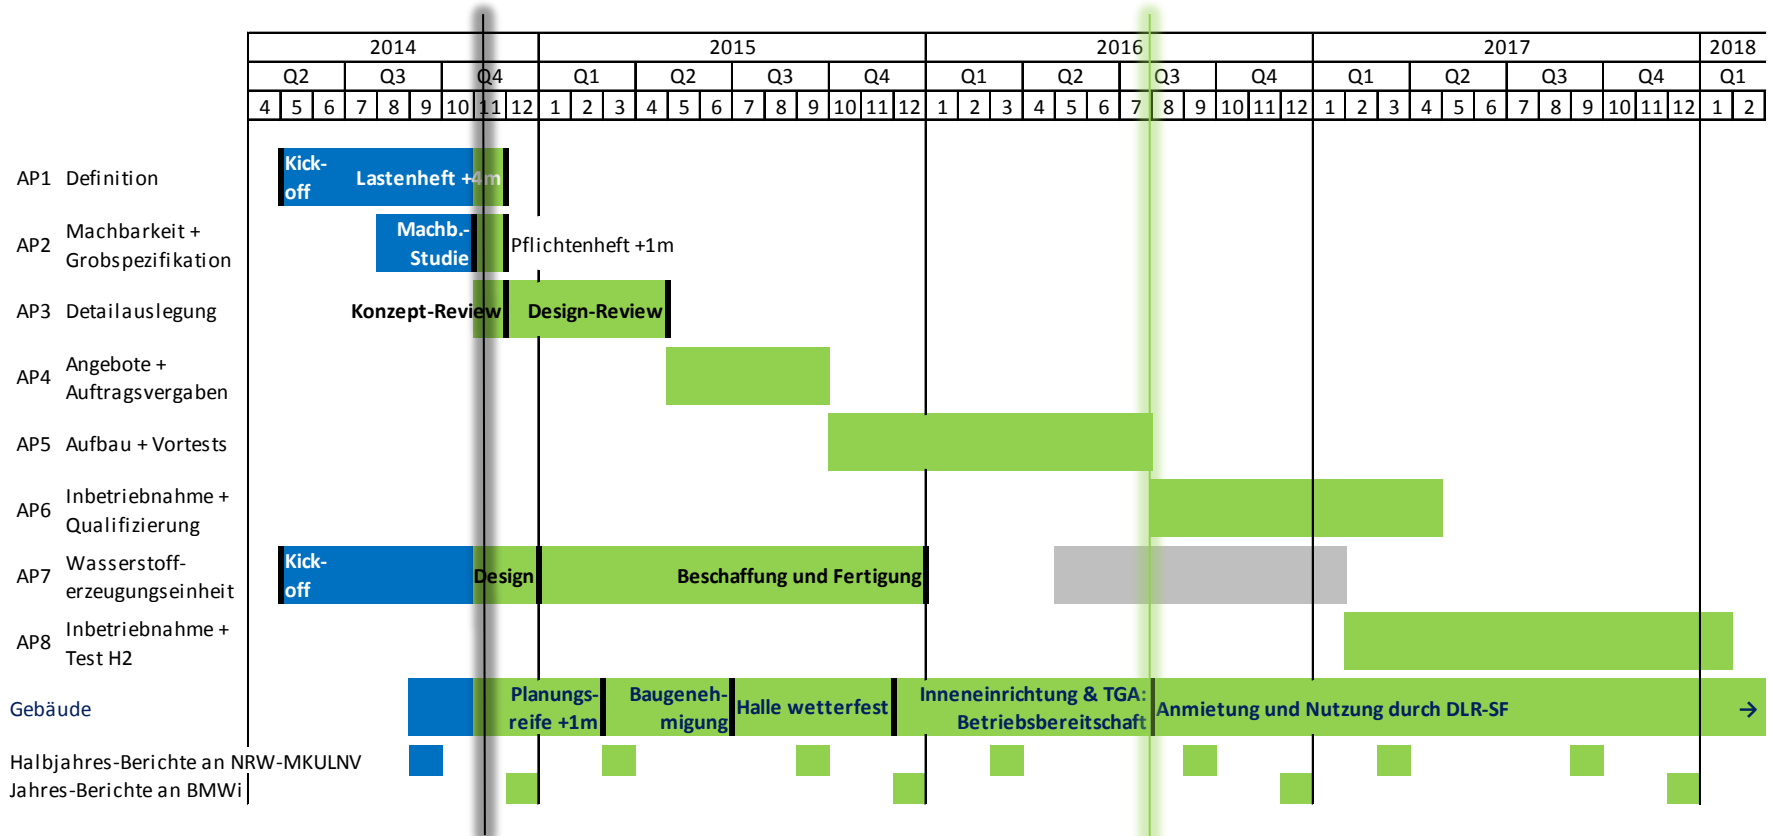 2014 2015 2016 2017 2018
Q2 Q3 Q4 Q1 Q2 Q3 Q4 Q1 Q2 Q3 Q4 Q1 Q2 Q3 Q4 Q1
4 5 6 7 8 9 10 11 12 1 2 3 4 5 6 7 8 9 10 11 12 1 2 3 4 5 6 7 8 9 10 11 12 1 2 3 4 5 6 7 8 9 10 11 12 1 2
AP1 Definition
Kick-
off
Lastenheft +4m
AP2
Machbarkeit +
Grobspezifikation
Machb.-
Studie
Pflichtenheft +1m
AP3 Detailauslegung
Konzept-Review
Design-Review
AP4
Angebote +
Auftragsvergaben
AP5 Aufbau + Vortests
AP6
Inbetriebnahme +
Qualifizierung
AP7
Wasserstoff-
erzeugungseinheit
Kick-
off
Design
Beschaffung und Fertigung
AP8
Inbetriebnahme +
Test H2
Gebäude
Planungs-
reife +1m
Baugeneh-
migung
Halle wetterfest
Inneneinrichtung & TGA:
Betriebsbereitschaft
Anmietung und Nutzung durch DLR-SF →
Halbjahres-Berichte an NRW-MKULNV
Jahres-Berichte an BMWi